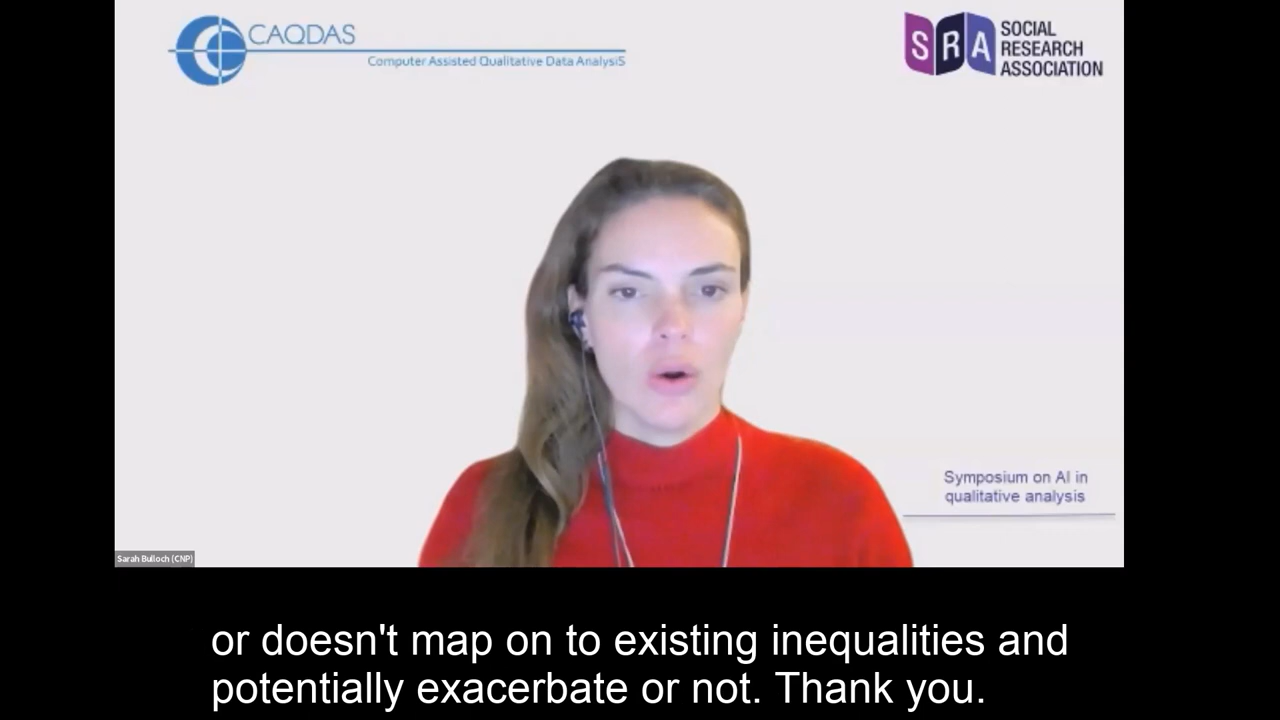 CAQDAS
Computer Assisted Qualitative Data AnalysiS
SRA
SOCIAL
RESEARCH
ASSOCIATION
Symposium on AI in
qualitative analysis
Sarah Bulloch (CNP)
or doesn't map on to existing inequalities and
potentially exacerbate or not. Thank you.